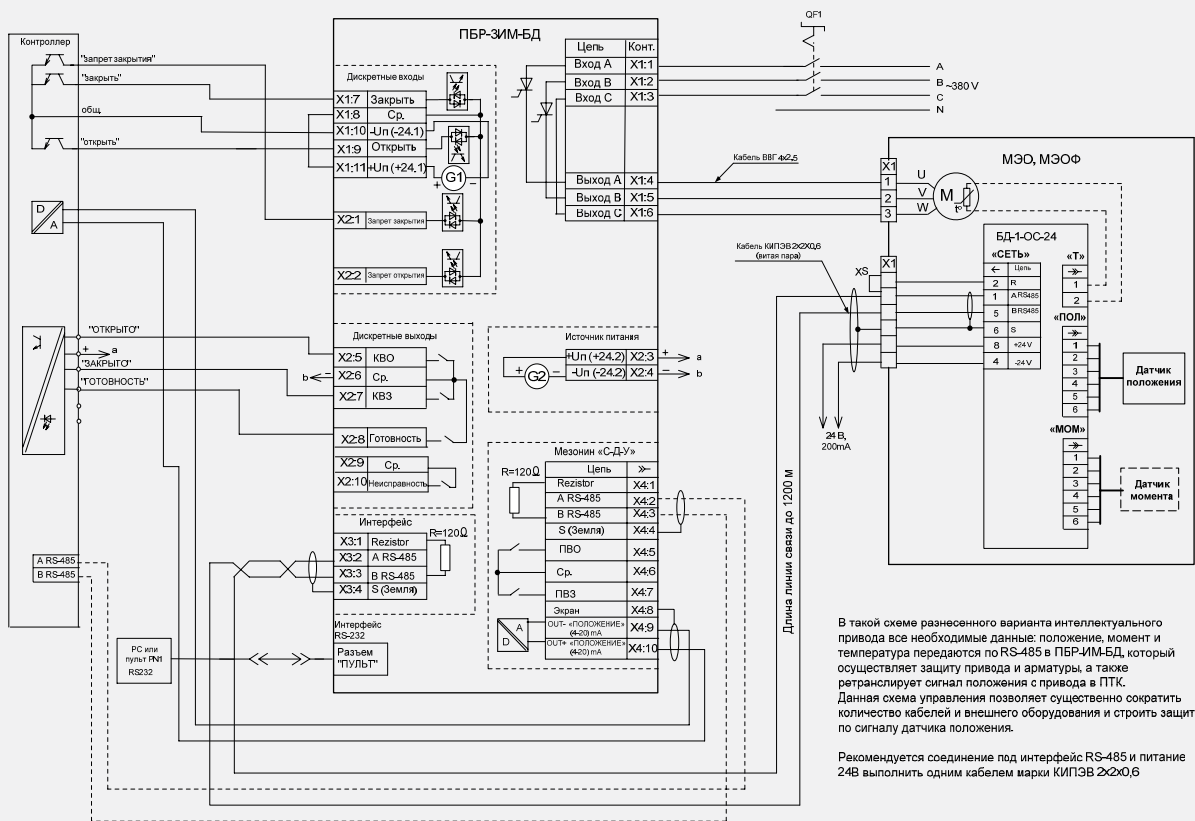 Контроллер
"запрет закрытия"
"закрыть"
общ.
"открыть"
D
A
"ОТКРЫТО"
+
a
"ЗАКРЫТО"
"ГОТОВНОСТЬ"
A RS-485
B RS-485
PC или
пульт PN1
RS232
ПБР-3ИМ-БД
Дискретные входы
X1:7 Закрыть
X1:8 Ср.
X1:10 -Uп (-24.1)
X1:9 Открыть
X1:11 +Uп (+24.1)
+ G1 -
X2:1 Запрет закрытия
X2:2 Запрет открытия
Дискретные выходы
X2:5 КВО
b - X2:6 Ср.
X2:7 КВЗ
X2:8 Готовность
X2:9 Ср.
X2:10 Неисправность
Интерфейс
R=120Ω
X3:1 Rezistor
X3:2 A RS-485
X3:3 B RS-485
X3:4 S (Земля)
Интерфейс
RS-232
Разъем
"ПУЛЬТ"
Цепь Конт.
Вход А X1:1
Вход В X1:2
Вход С X1:3
Выход А X1:4
Выход В X1:5
Выход С X1:6
Источник питания
+Uп (+24.2) X2:3 + a
-Uп (-24.2) X2:4 - b
+ G2 -
Мезонин «С-Д-У»
R=120Ω
Цепь
Rezistor X4:1
A RS-485 X4:2
B RS-485 X4:3
S (Земля) X4:4
ПВО X4:5
Ср. X4:6
ПВЗ X4:7
Экран X4:8
OUT- «ПОЛОЖЕНИЕ»
(4-20) mA
X4:9
OUT+ «ПОЛОЖЕНИЕ»
(4-20) mA
X4:10
A
D
QF1
A
B
C
N
~380 V
Кабель ВВГ 4х2,5
Кабель КИПЭВ 2Х2Х0,6
(витая пара)
XS
24 В,
200mA
Длина линии связи до 1200 м
МЭО, МЭОФ
X1
1
2
3
U
V
W
M
t°
X1
БД-1-ОС-24
«СЕТЬ»
Цепь
2 R
1 A RS485
5 B RS485
6 S
8 +24 V
4 -24 V
«Т»
1
2
«ПОЛ»
1
2
3
4
5
6
Датчик
положения
«МОМ»
1
2
3
4
5
6
Датчик
момента
В такой схеме разнесенного варианта интеллектуального
привода все необходимые данные: положение, момент и
температура передаются по RS-485 в ПБР-ИМ-БД, который
осуществляет защиту привода и арматуры, а также
ретранслирует сигнал положения с привода в ПТК.
Данная схема управления позволяет существенно сократить
количество кабелей и внешнего оборудования и строить защит
по сигналу датчика положения.
Рекомендуется соединение под интерфейс RS-485 и питание
24В выполнить одним кабелем марки КИПЭВ 2х2х0,6